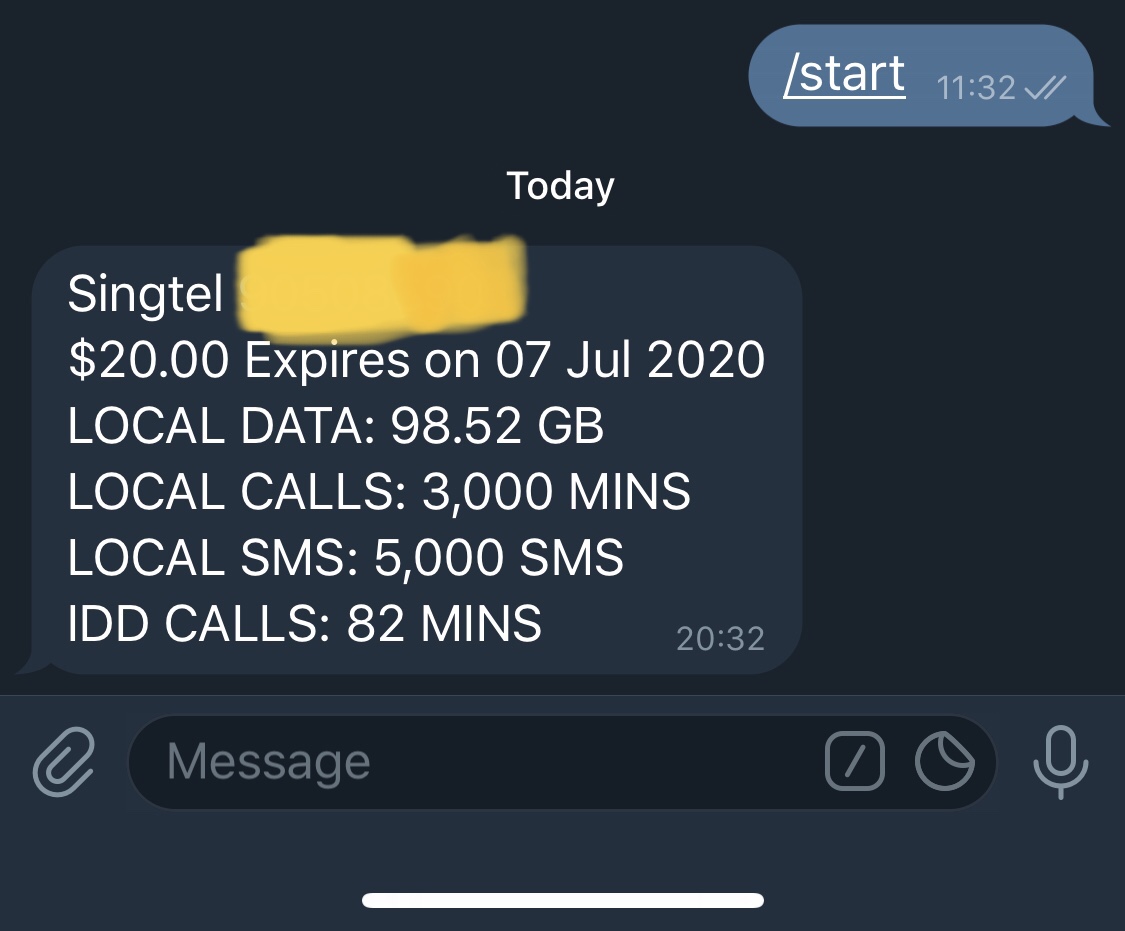 /start 11:32
Today
Singtel
$20.00 Expires on 07 Jul 2020
LOCAL DATA: 98.52 GB
LOCAL CALLS: 3,000 MINS
LOCAL SMS: 5,000 SMS
IDD CALLS: 82 MINS
20:32
Message